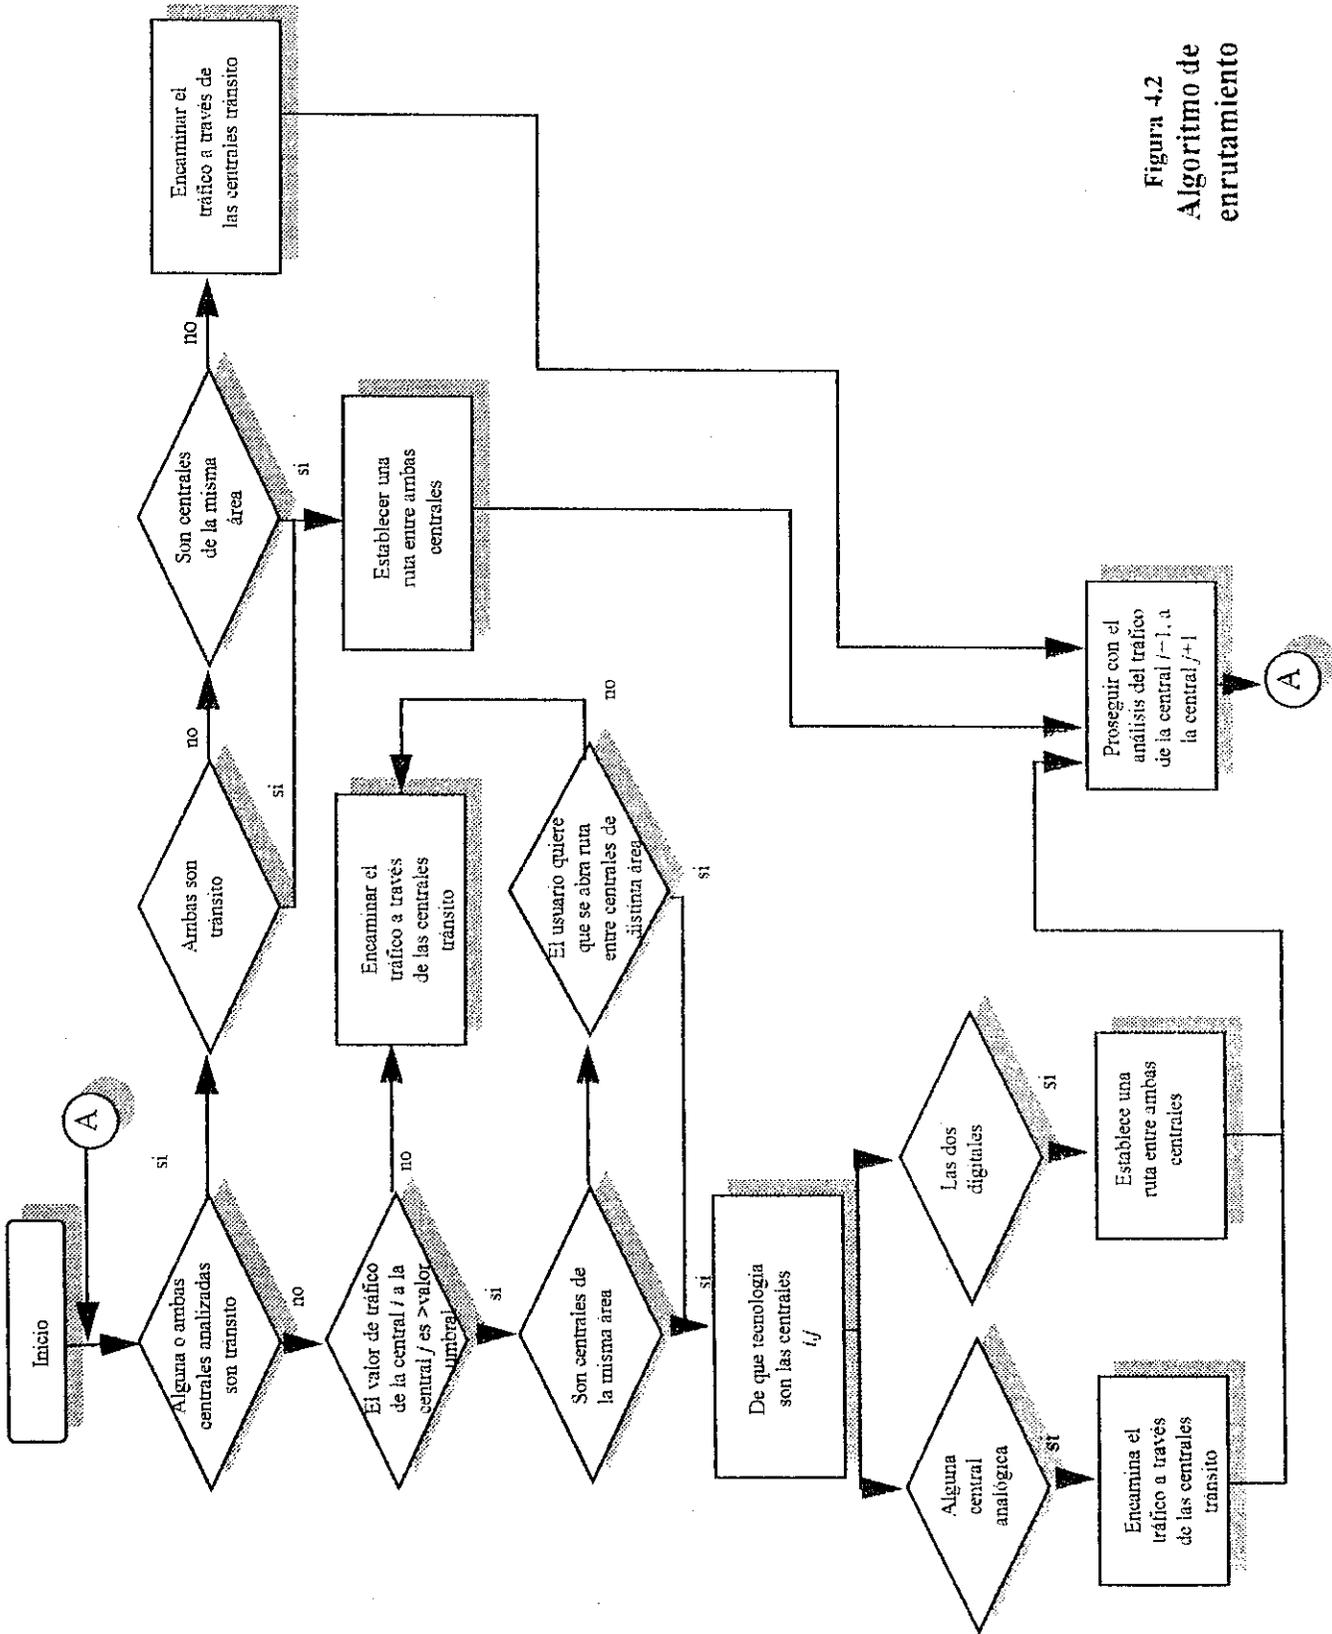 Inicio
A
Alguna o ambas
centrales analizadas
son tránsito
si
no
Ambas son
tránsito
no
si
Son centrales
de la misma
área
no
si
Encaminar el
tráfico a través de
las centrales tránsito
Establecer una
ruta entre ambas
centrales
El valor de tráfico
de la central i a la
central j es >valor
umbral
no
si
Encaminar el
tráfico a través
de las centrales
tránsito
Son centrales de
la misma área
si
El usuario quiere
que se abra ruta
entre centrales de
distinta área
no
si
De que tecnologia
son las centrales
i,j
Alguna
central
analógica
si
Las dos
digitales
si
Encamina el
tráfico a través
de las centrales
tránsito
Establece una
ruta entre ambas
centrales
Proseguir con el
análisis del tráfico
de la central i+1, a
la central j+1
A
Figura 4.2
Algoritmo de
enrutamiento